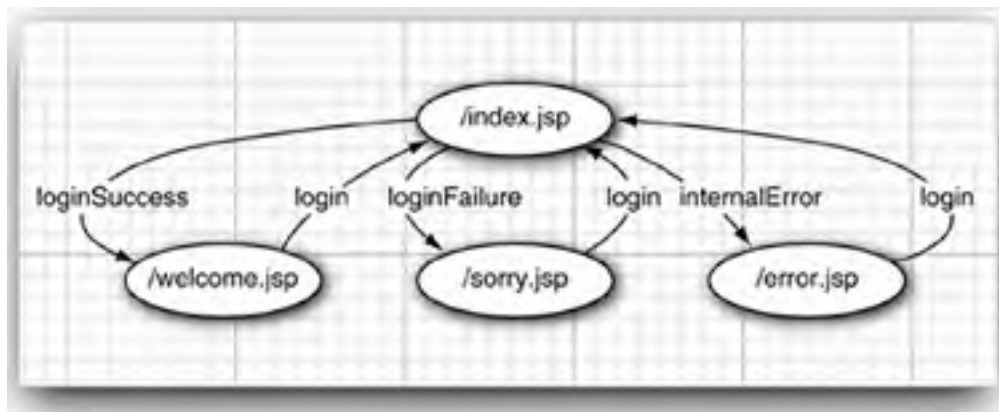 /index.jsp
loginSuccess login loginFailure login internalError login
/welcome.jsp /sorry.jsp /error.jsp